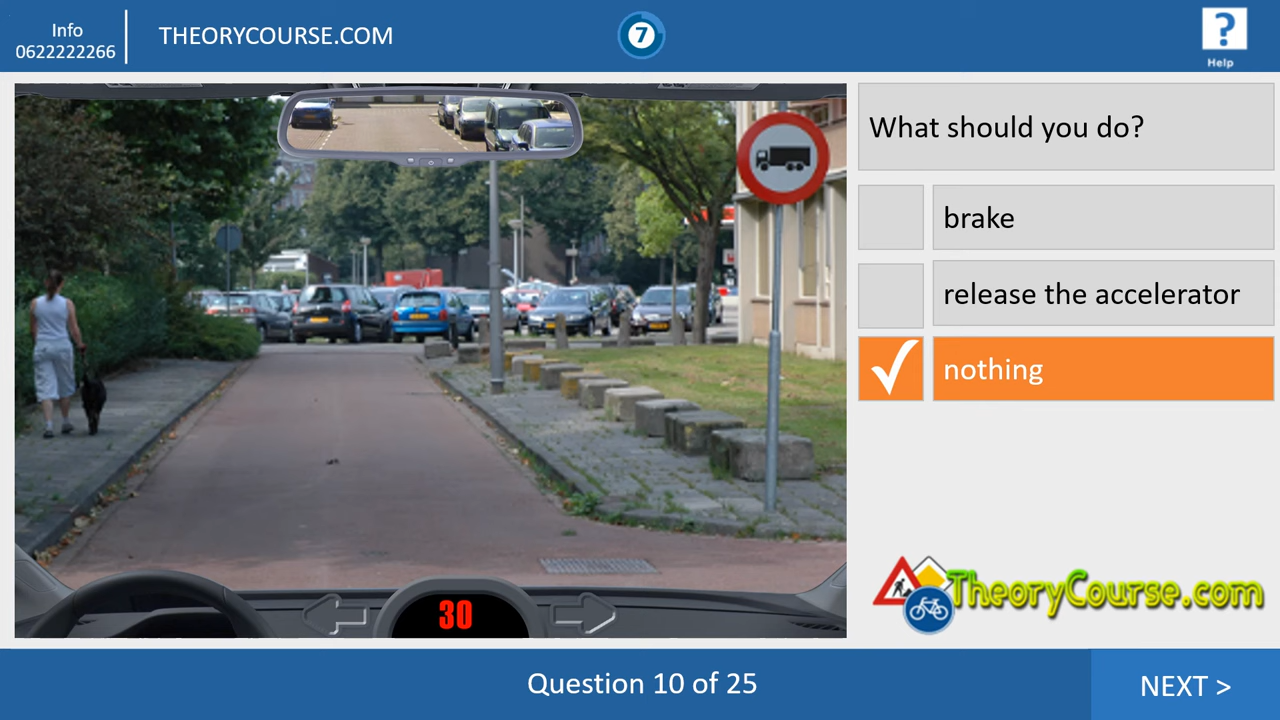 Info
0622222266
THEORYCOURSE.COM
7
?
Help
What should you do?
brake
release the accelerator
nothing
30
TheoryCourse.com
Question 10 of 25
NEXT >